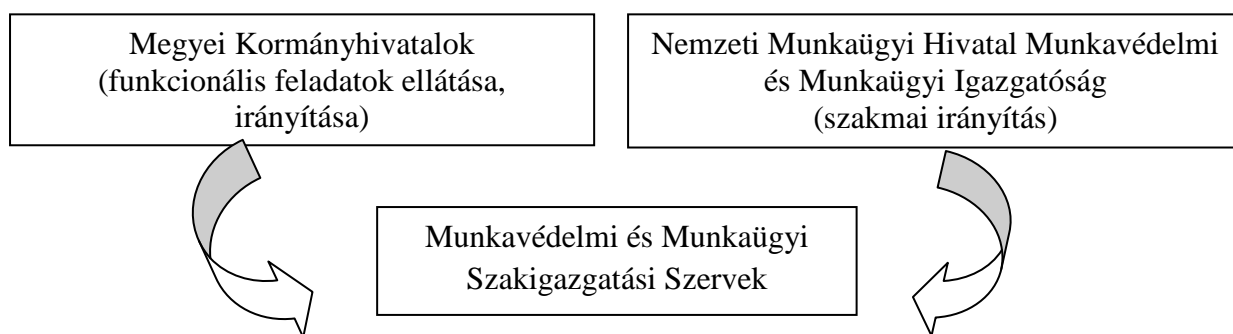 Megyei Kormányhivatalok
(funkcionális feladatok ellátása,
irányítása)
Nemzeti Munkaügyi Hivatal Munkavédelmi
és Munkaügyi Igazgatóság
(szakmai irányítás)
Munkavédelmi és Munkaügyi
Szakigazgatási Szervek